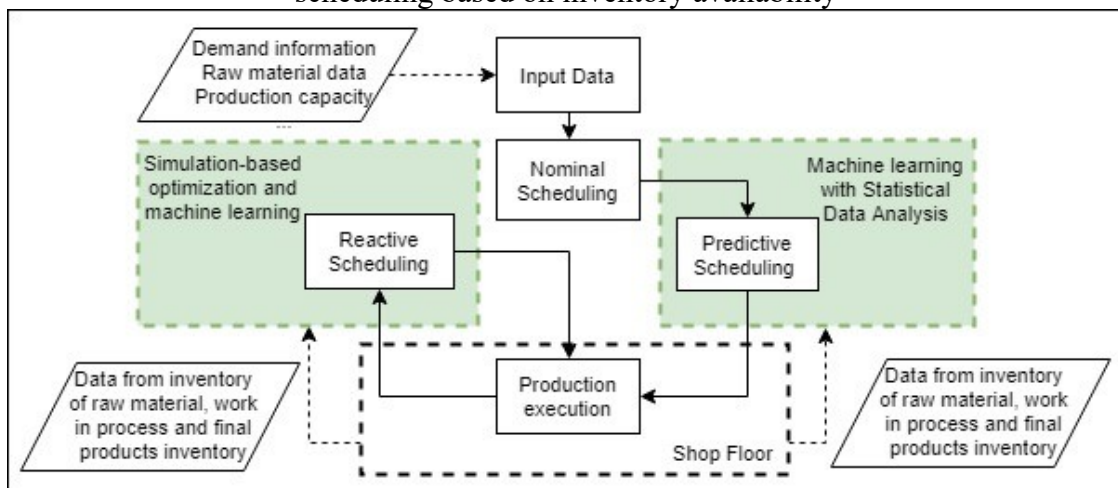 scheduling based on inventory availability
Demand information
Raw material data
Production capacity
...
Input Data
Simulation-based
optimization and
machine learning
Nominal
Scheduling
Machine learning
with Statistical
Data Analysis
Reactive
Scheduling
Predictive
Scheduling
Data from inventory
of raw material, work
in process and final
products inventory
Production
execution
Shop Floor
Data from inventory
of raw material, work
in process and final
products inventory